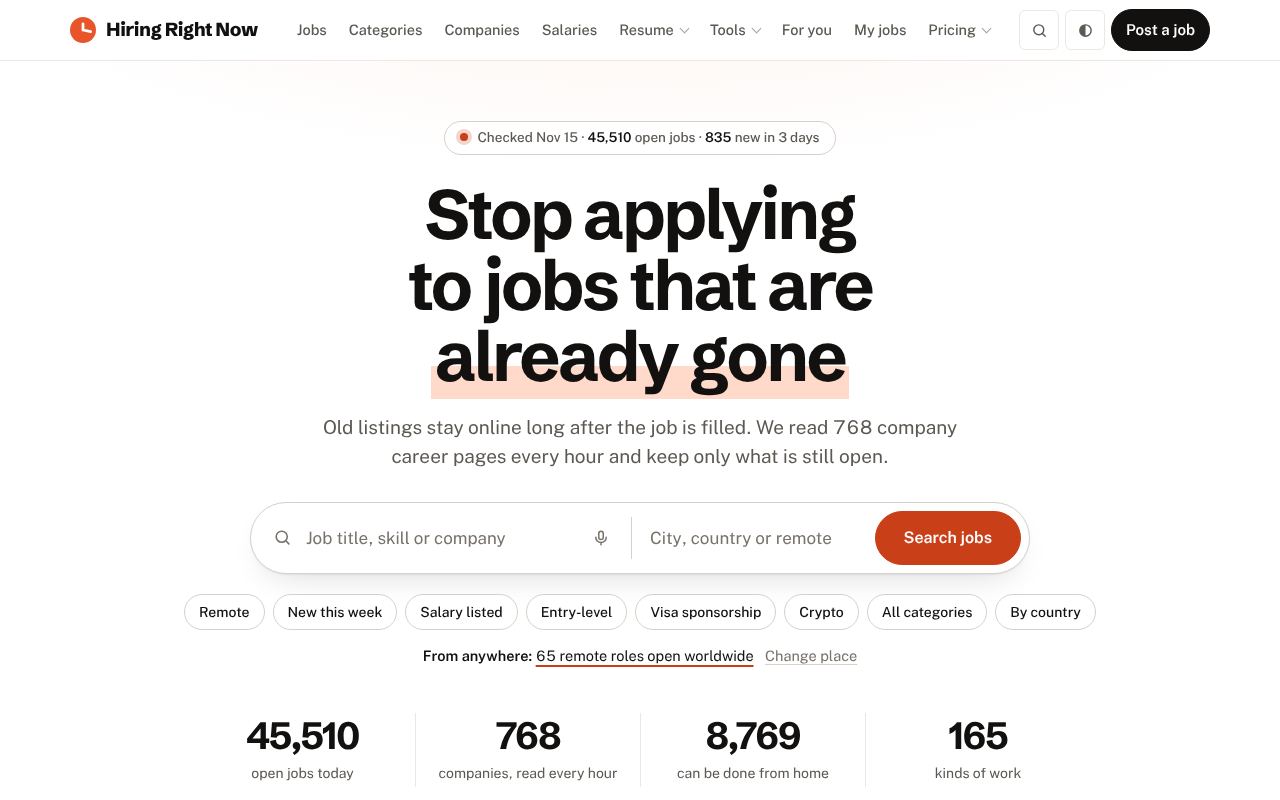 Hiring Right Now
Jobs
Categories
Companies
Salaries
Resume
Tools
For you
My jobs
Pricing
Post a job
Checked Nov 15 · 45,510 open jobs · 835 new in 3 days
Stop applying
to jobs that are
already gone
Old listings stay online long after the job is filled. We read 768 company
career pages every hour and keep only what is still open.
Job title, skill or company
City, country or remote
Search jobs
Remote
New this week
Salary listed
Entry-level
Visa sponsorship
Crypto
All categories
By country
From anywhere: 65 remote roles open worldwide Change place
45,510
open jobs today
768
companies, read every hour
8,769
can be done from home
165
kinds of work